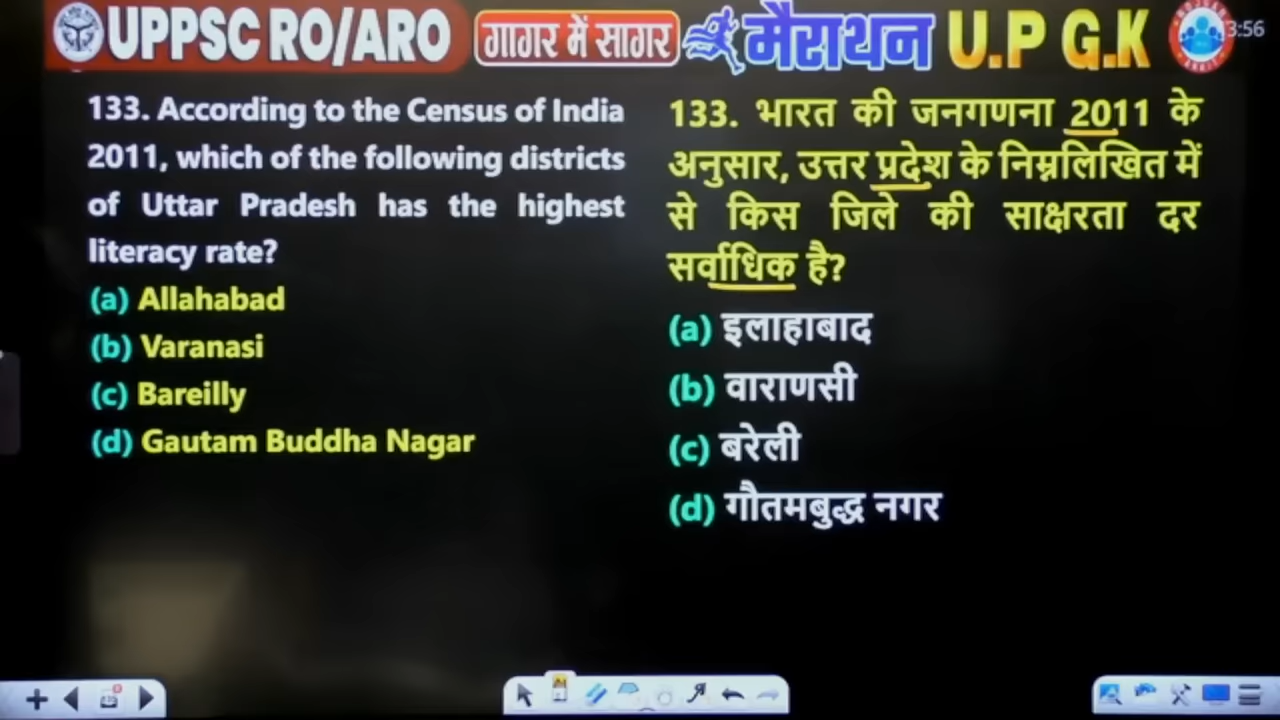 UPPSC RO/ARO गागर में सागर मैराथन U.P G.K
3:56
133. According to the Census of India
2011, which of the following districts
of Uttar Pradesh has the highest
literacy rate?
(a) Allahabad
(b) Varanasi
(c) Bareilly
(d) Gautam Buddha Nagar
133. भारत की जनगणना 2011 के
अनुसार, उत्तर प्रदेश के निम्नलिखित में
से किस जिले की साक्षरता दर
सर्वाधिक है?
(a) इलाहाबाद
(b) वाराणसी
(c) बरेली
(d) गौतमबुद्ध नगर